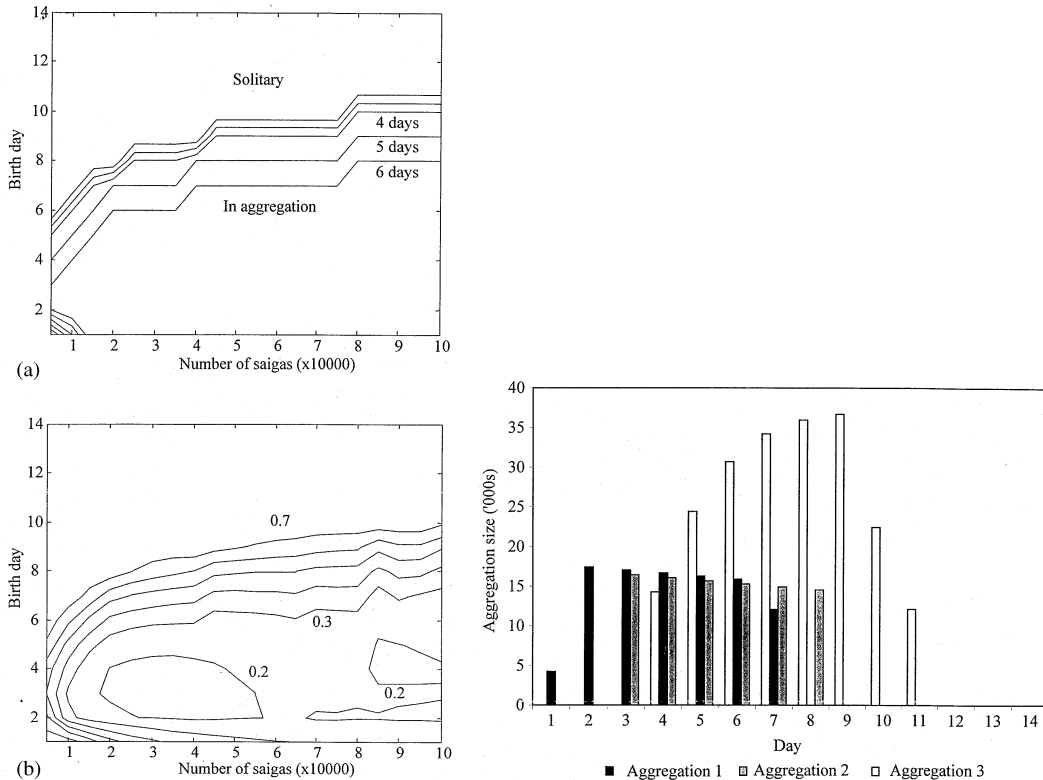 14
12
10
8
6
4
2
Birth day
Solitary
4 days
5 days
6 days
In aggregation
1 2 3 4 5 6 7 8 9 10
Number of saigas (x10000)
(a)
14
12
10
8
6
4
2
Birth day
0.7
0.3
0.2
0.2
1 2 3 4 5 6 7 8 9 10
Number of saigas (x10000)
(b)
40
35
30
25
20
15
10
5
0
Aggregation size ('000s)
1 2 3 4 5 6 7 8 9 10 11 12 13 14
Day
Aggregation 1 Aggregation 2 Aggregation 3